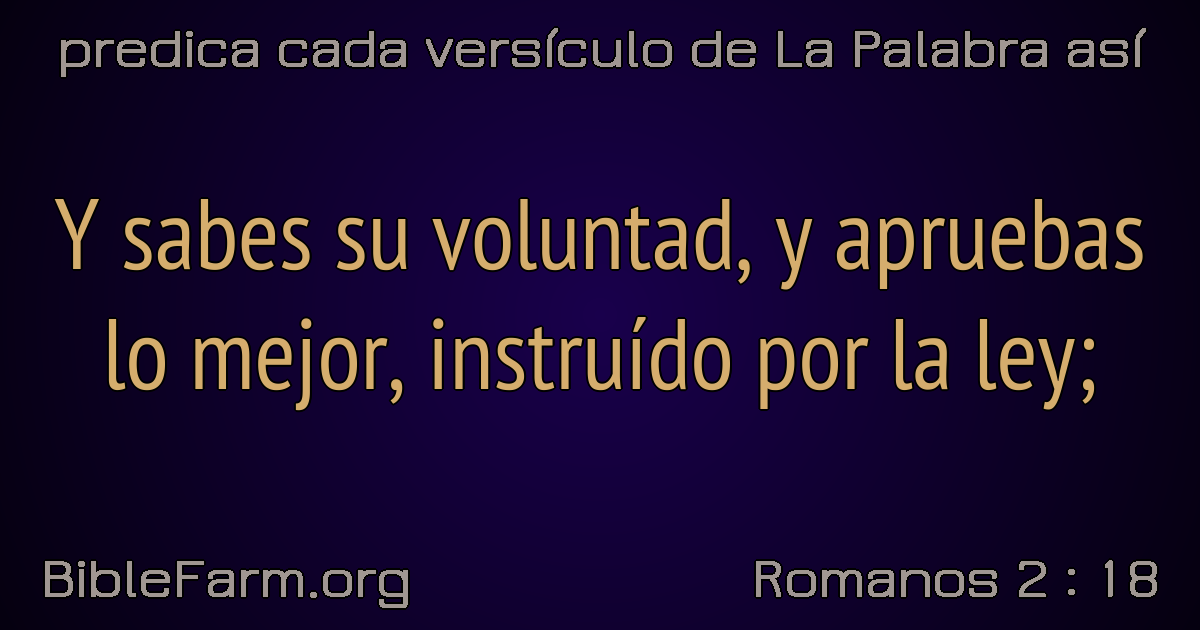 predica cada versículo de La Palabra así
Y sabes su voluntad, y apruebas
lo mejor, instruído por la ley;
BibleFarm.org
Romanos 2 : 18